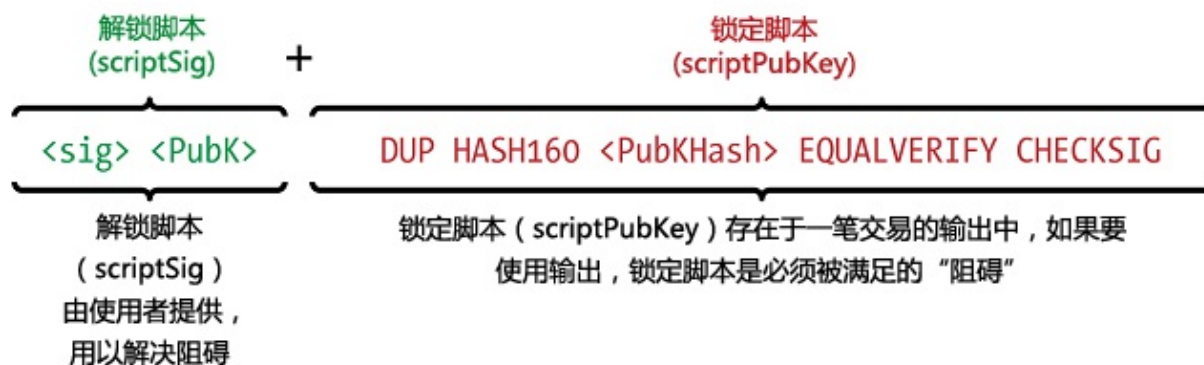 解锁脚本
(scriptSig)
+
锁定脚本
(scriptPubKey)
<sig> <PubK>
DUP HASH160 <PubKHash> EQUALVERIFY CHECKSIG
解锁脚本
（scriptSig）
由使用者提供，
用以解决阻碍
锁定脚本（scriptPubKey）存在于一笔交易的输出中，如果要
使用输出，锁定脚本是必须被满足的“阻碍”